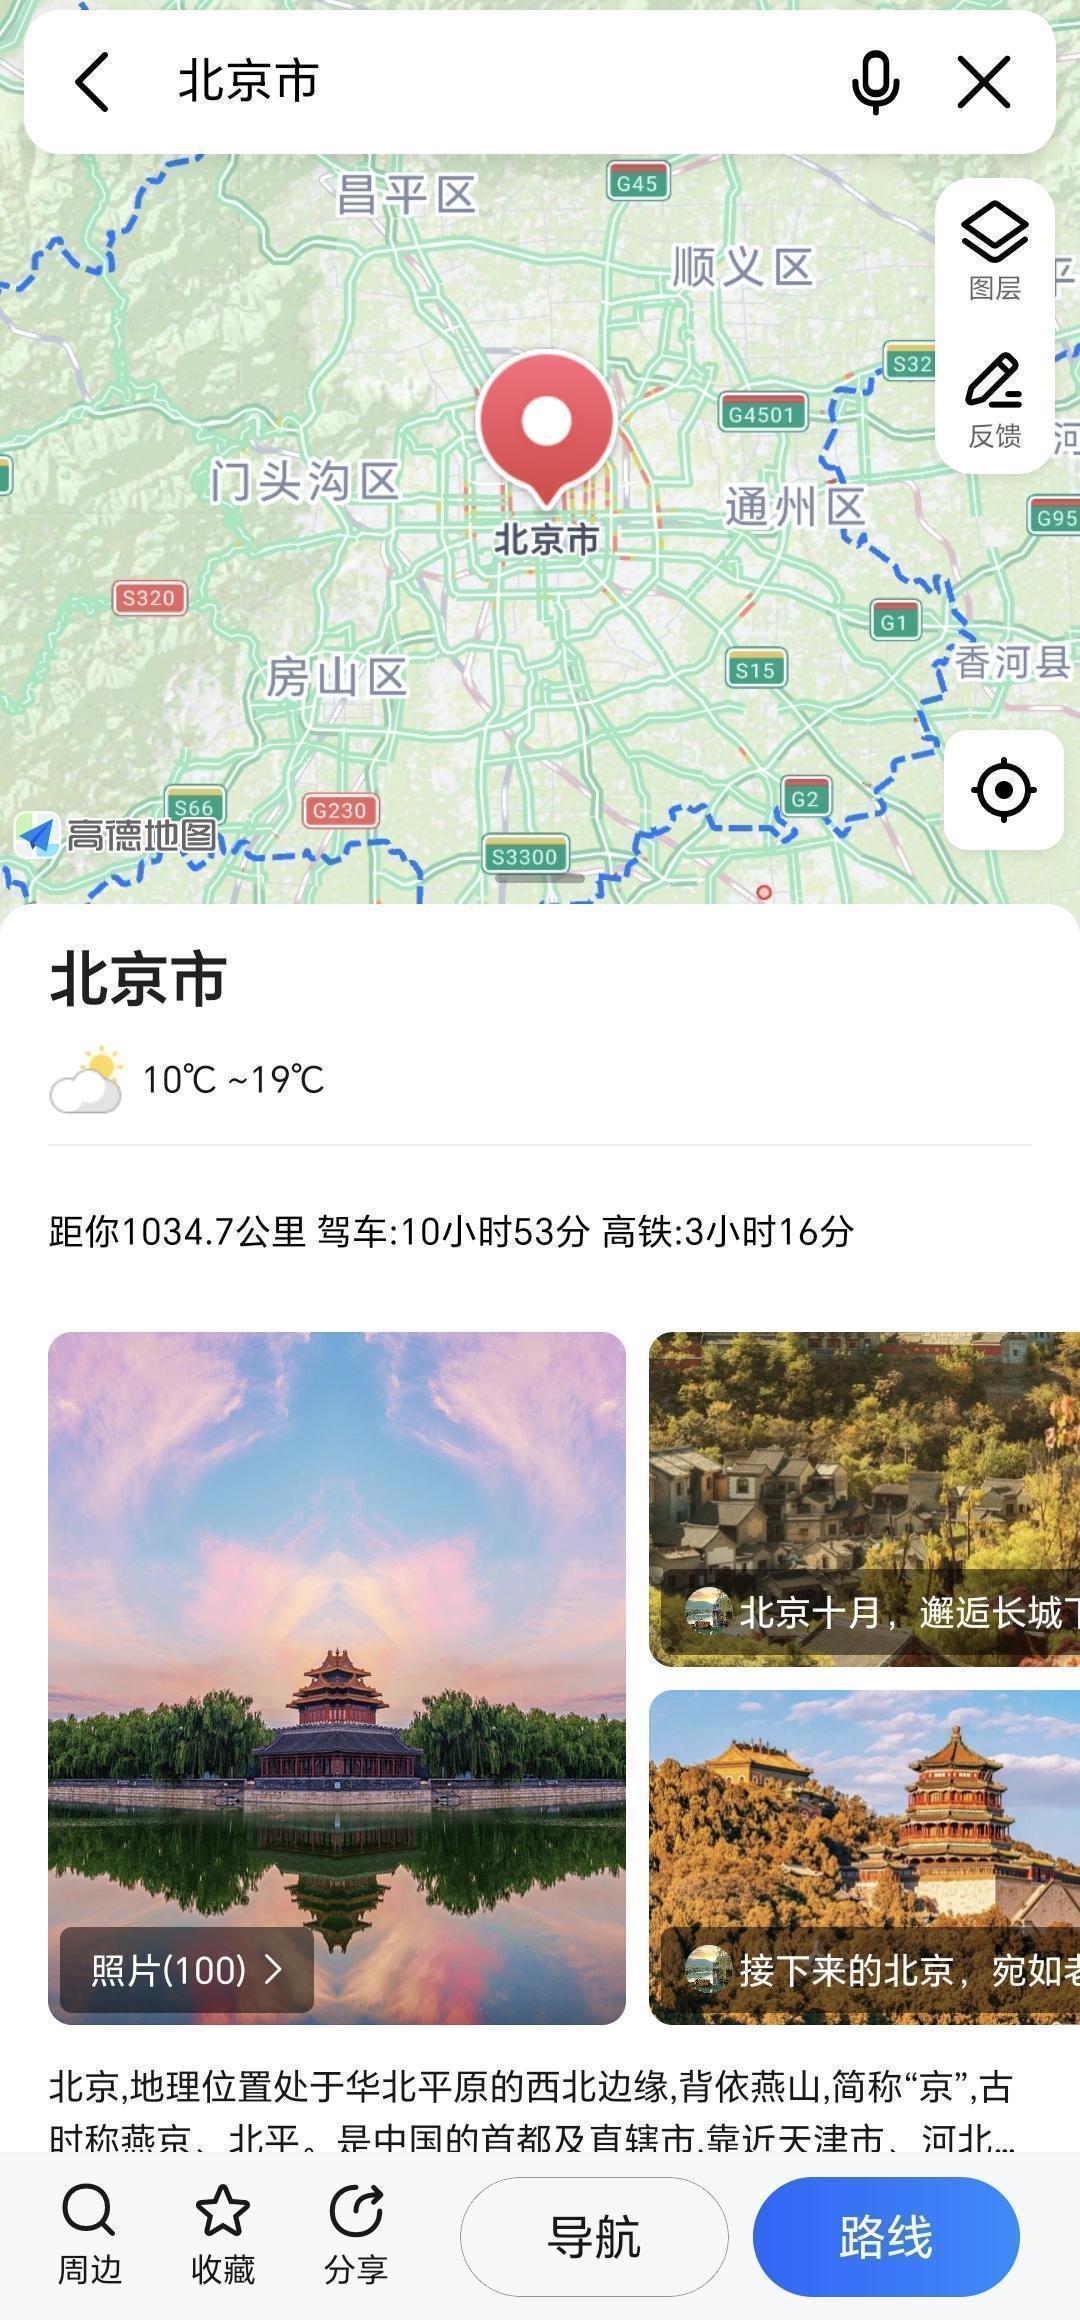 北京市
昌平区
G45
顺义区
图层
S32
G4501
反馈
门头沟区
通州区
G95
北京市
S320
G1
S15
香河县
房山区
S66
G230
G2
高德地图
S3300
北京市
10℃ ~19℃
距你1034.7公里 驾车:10小时53分 高铁:3小时16分
北京十月，邂逅长城
照片(100)
接下来的北京，宛如
北京,地理位置处于华北平原的西北边缘,背依燕山,简称“京”,古
时称燕京、北平。是中国的首都及直辖市,靠近天津市、河北...
周边
收藏
分享
导航
路线